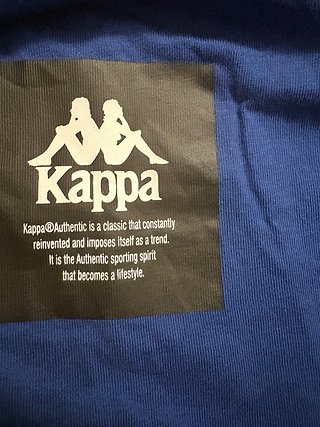 Kappa
Kappa®Authentic is a classic that constantly
reinvented and imposes itself as a trend.
It is the Authentic sporting spirit
that becomes a lifestyle.